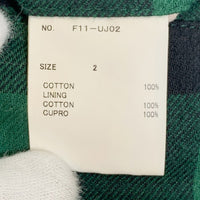 NO. F11-UJ02
SIZE 2
COTTON 100%
LINING
COTTON 100%
CUPRO 100%